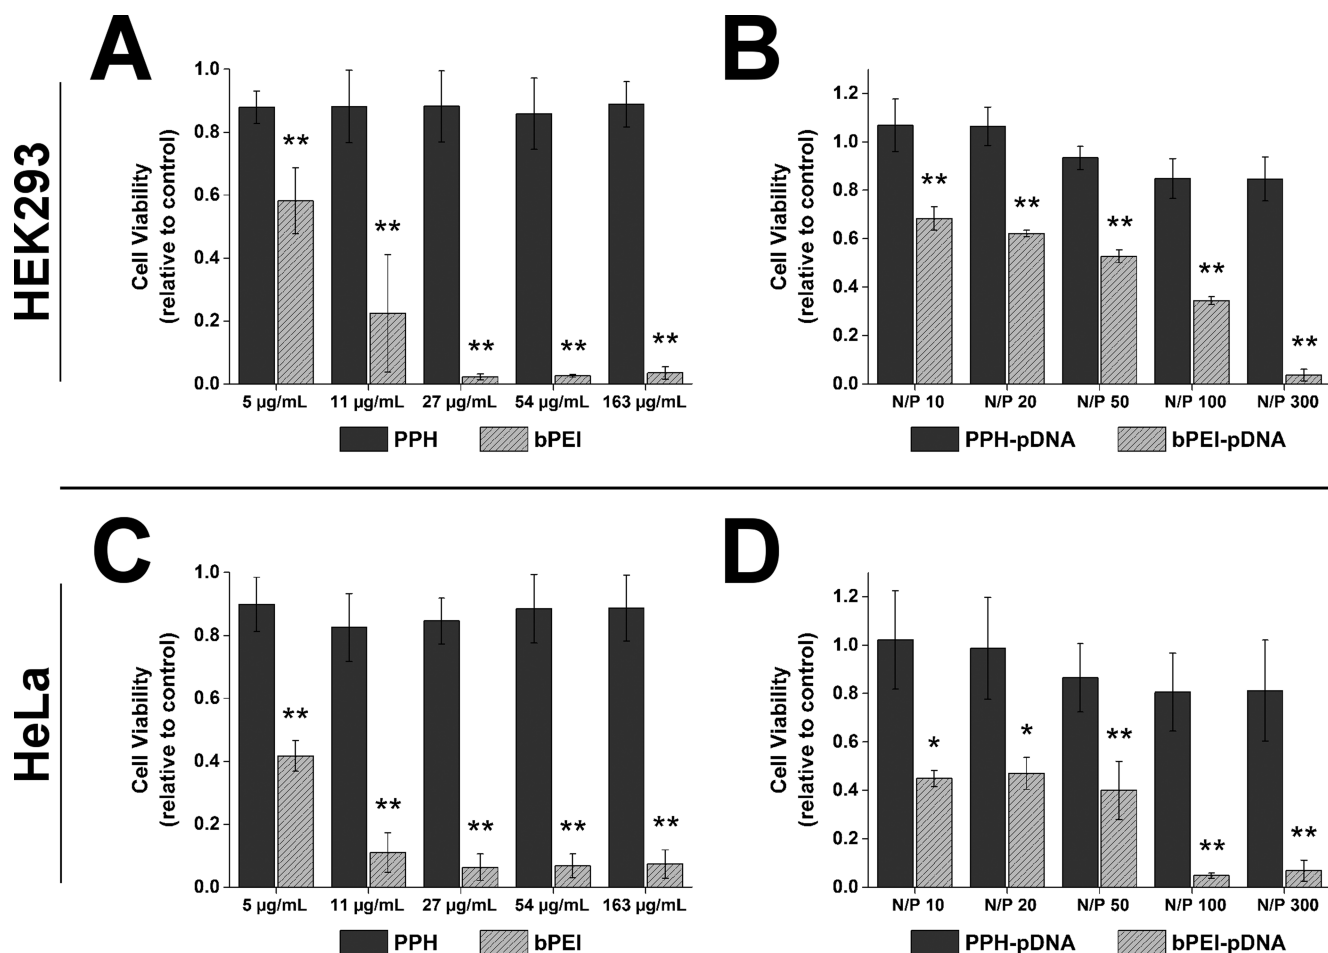 A
HEK293
Cell Viability
(relative to control)
1.0
0.8
0.6
0.4
0.2
0.0
**
**
**
**
**
5 µg/mL 11 µg/mL 27 µg/mL 54 µg/mL 163 µg/mL
PPH bPEI
B
Cell Viability
(relative to control)
1.2
1.0
0.8
0.6
0.4
0.2
0.0
**
**
**
**
**
N/P 10 N/P 20 N/P 50 N/P 100 N/P 300
PPH-pDNA bPEI-pDNA
C
HeLa
Cell Viability
(relative to control)
1.0
0.8
0.6
0.4
0.2
0.0
**
**
**
**
**
5 µg/mL 11 µg/mL 27 µg/mL 54 µg/mL 163 µg/mL
PPH bPEI
D
Cell Viability
(relative to control)
1.2
1.0
0.8
0.6
0.4
0.2
0.0
*
*
**
**
**
N/P 10 N/P 20 N/P 50 N/P 100 N/P 300
PPH-pDNA bPEI-pDNA